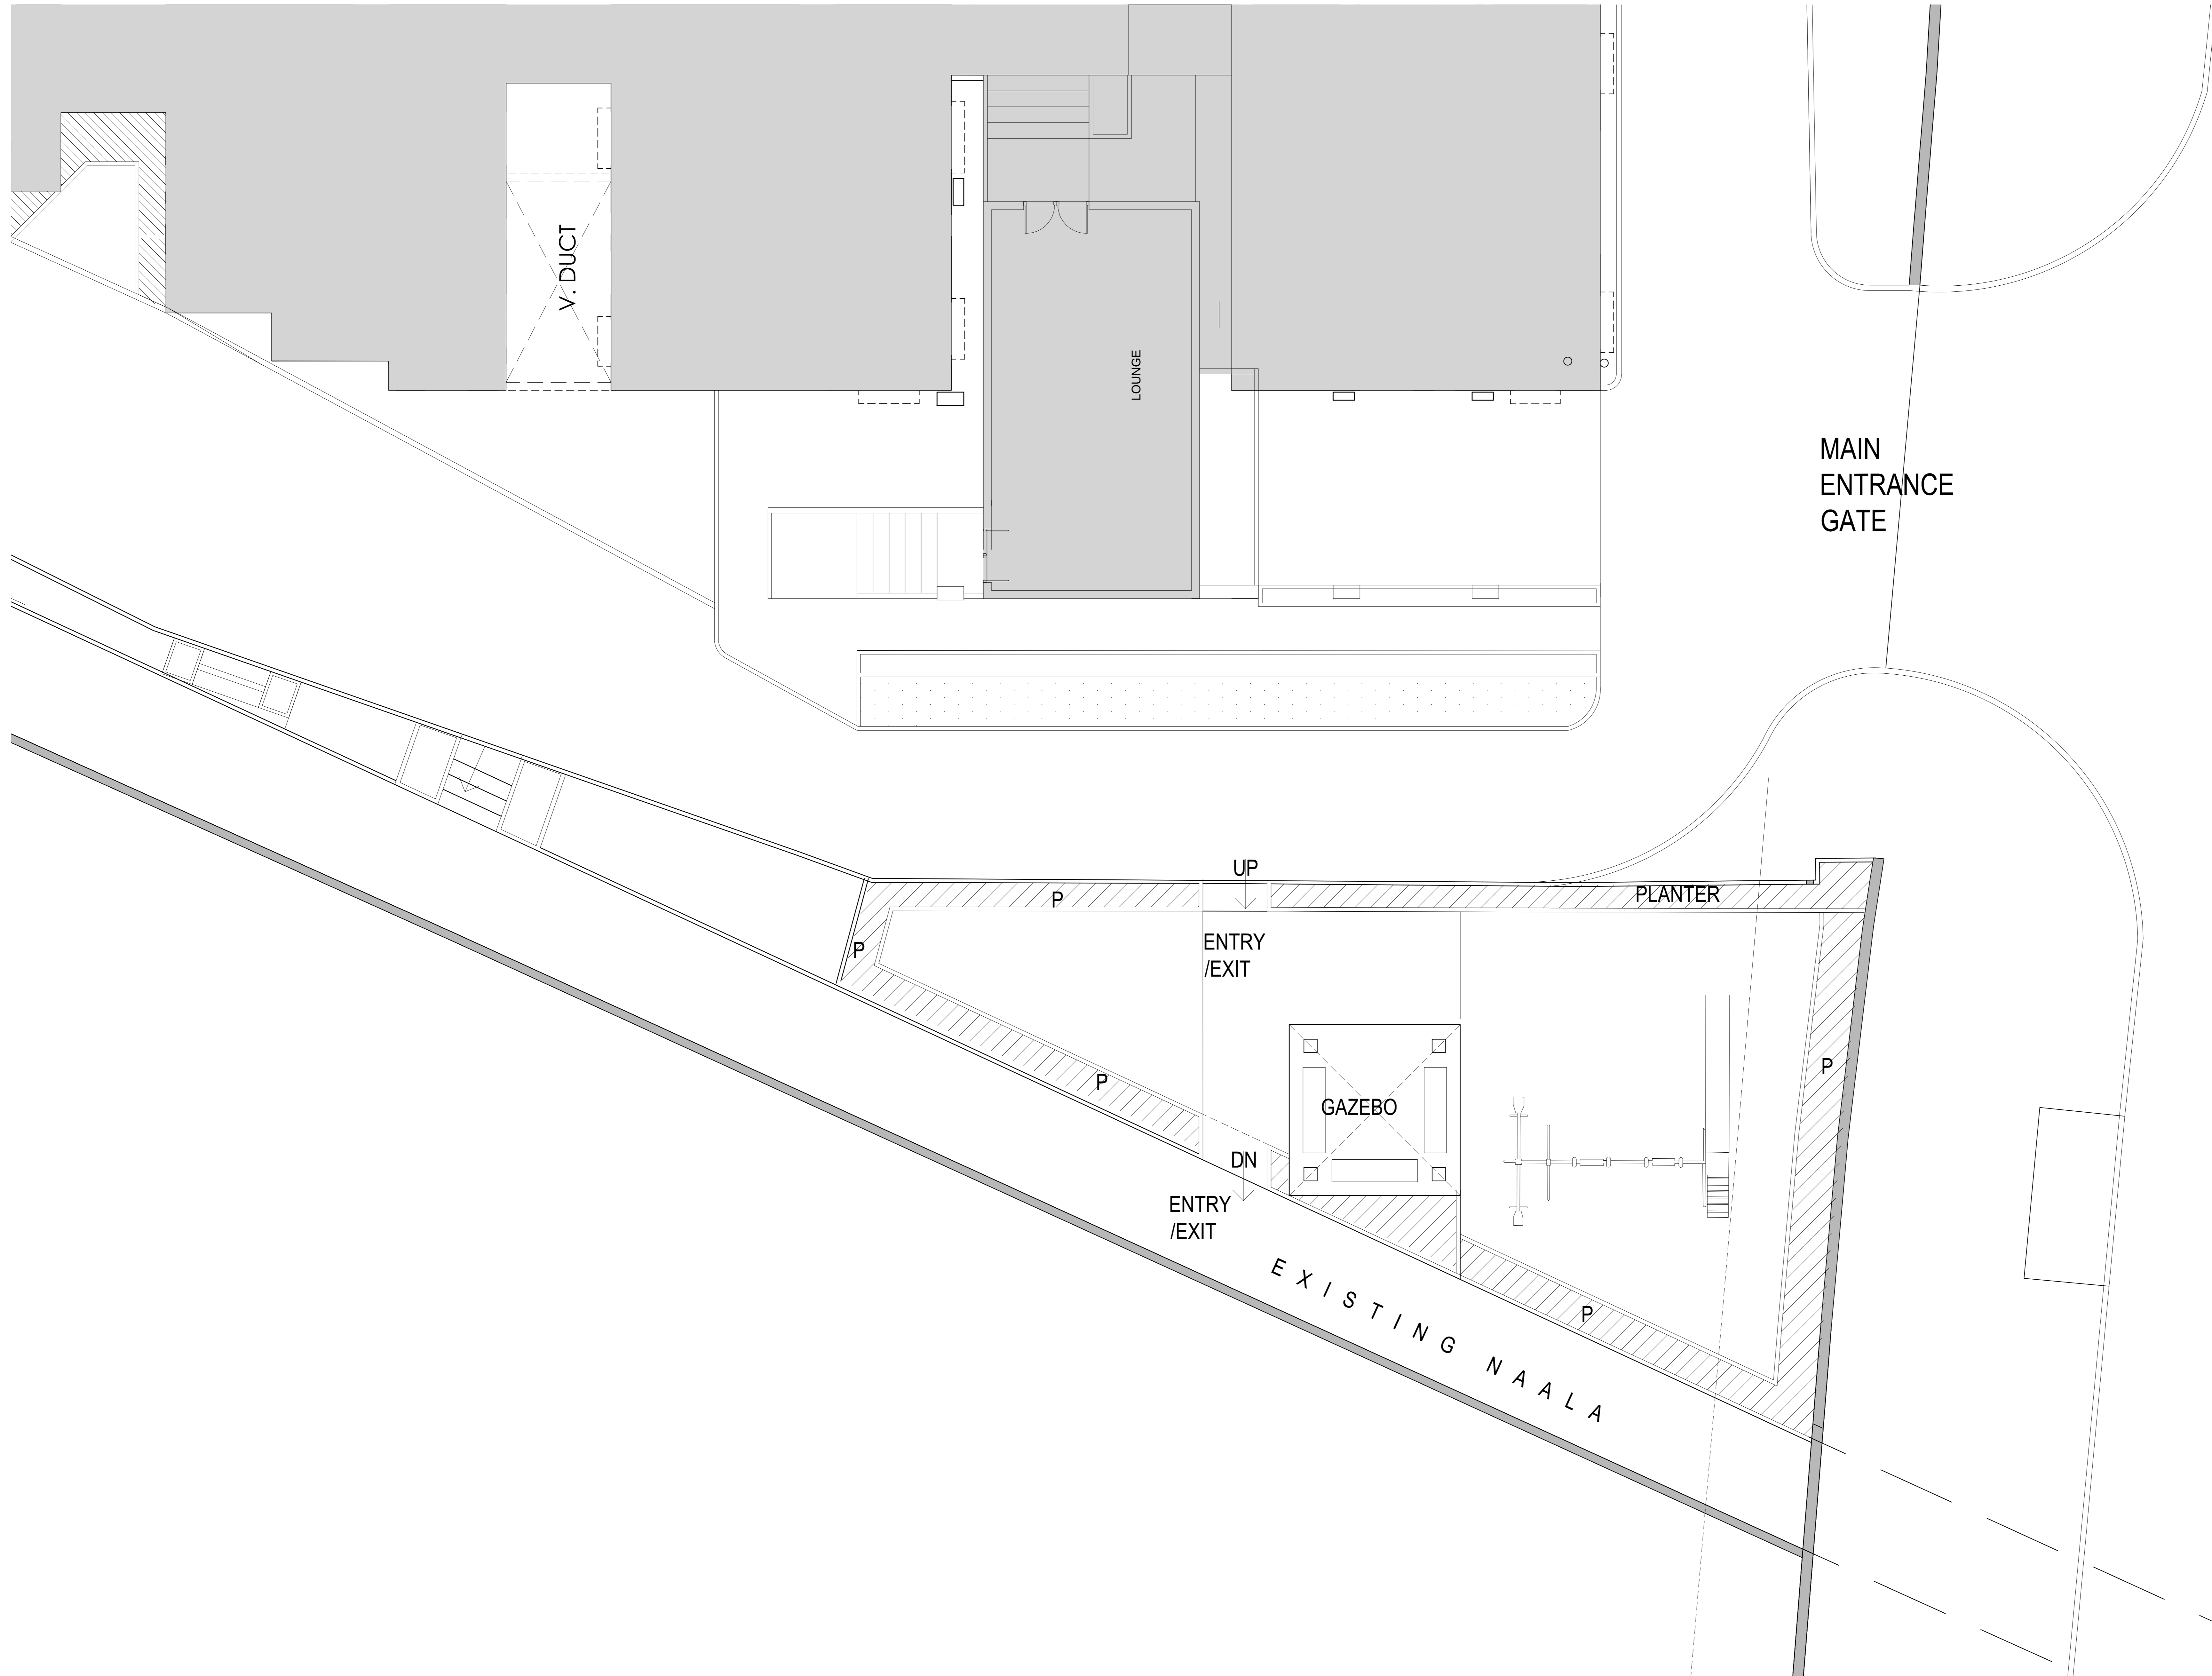 V. DUCT
LOUNGE
MAIN
ENTRANCE
GATE
UP
P
PLANTER
P
ENTRY
/EXIT
P
P
GAZEBO
DN
ENTRY
/EXIT
EXISTING NAALA
P